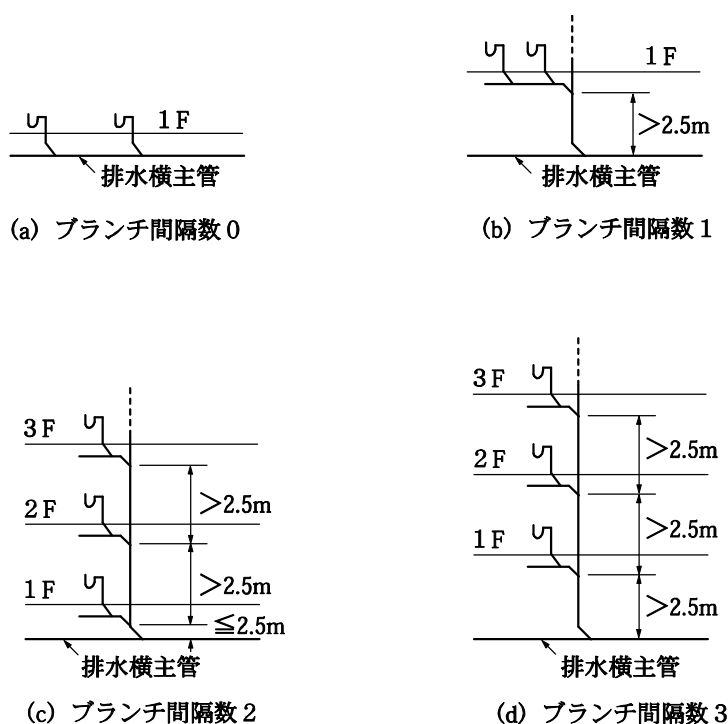 1F
排水横主管
(a) ブランチ間隔数0
1F
>2.5m
排水横主管
(b) ブランチ間隔数1
3F
2F
>2.5m
1F
>2.5m
≦2.5m
排水横主管
(c) ブランチ間隔数2
3F
>2.5m
2F
>2.5m
1F
>2.5m
排水横主管
(d) ブランチ間隔数3